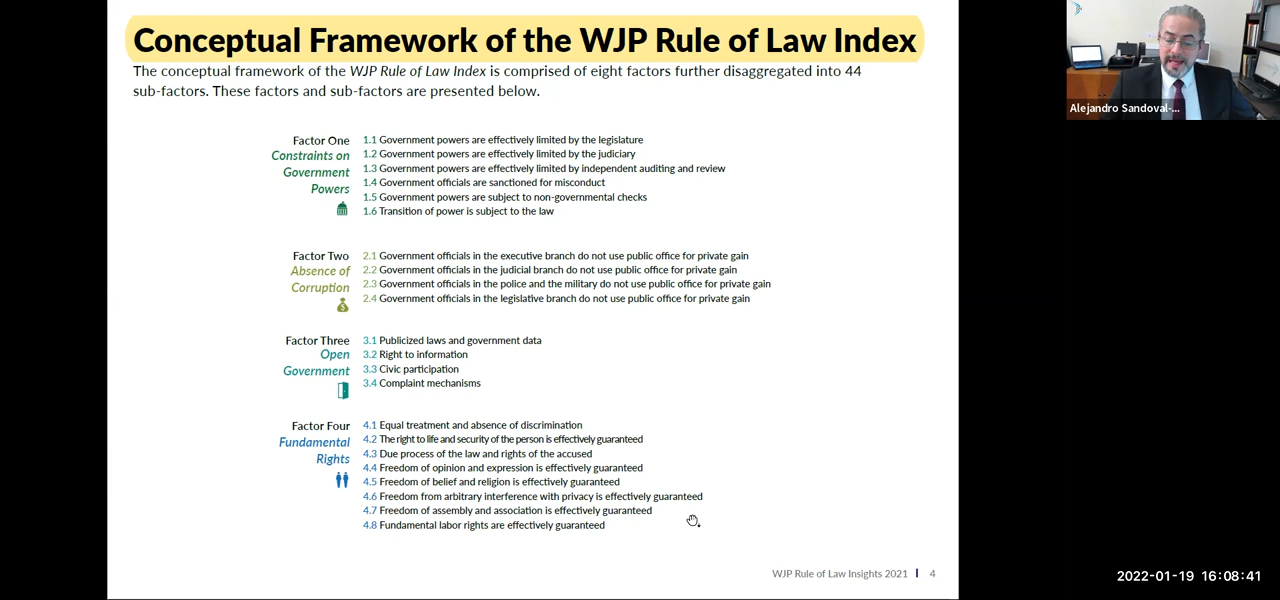 Conceptual Framework of the WJP Rule of Law Index
The conceptual framework of the WJP Rule of Law Index is comprised of eight factors further disaggregated into 44
sub-factors. These factors and sub-factors are presented below.
Factor One
Constraints on
Government
Powers
1.1 Government powers are effectively limited by the legislature
1.2 Government powers are effectively limited by the judiciary
1.3 Government powers are effectively limited by independent auditing and review
1.4 Government officials are sanctioned for misconduct
1.5 Government powers are subject to non-governmental checks
1.6 Transition of power is subject to the law
Factor Two
Absence of
Corruption
2.1 Government officials in the executive branch do not use public office for private gain
2.2 Government officials in the judicial branch do not use public office for private gain
2.3 Government officials in the police and the military do not use public office for private gain
2.4 Government officials in the legislative branch do not use public office for private gain
Factor Three
Open
Government
3.1 Publicized laws and government data
3.2 Right to information
3.3 Civic participation
3.4 Complaint mechanisms
Factor Four
Fundamental
Rights
4.1 Equal treatment and absence of discrimination
4.2 The right to life and security of the person is effectively guaranteed
4.3 Due process of the law and rights of the accused
4.4 Freedom of opinion and expression is effectively guaranteed
4.5 Freedom of belief and religion is effectively guaranteed
4.6 Freedom from arbitrary interference with privacy is effectively guaranteed
4.7 Freedom of assembly and association is effectively guaranteed
4.8 Fundamental labor rights are effectively guaranteed
WJP Rule of Law Insights 2021 | 4
Alejandro Sandoval-...
2022-01-19 16:08:41